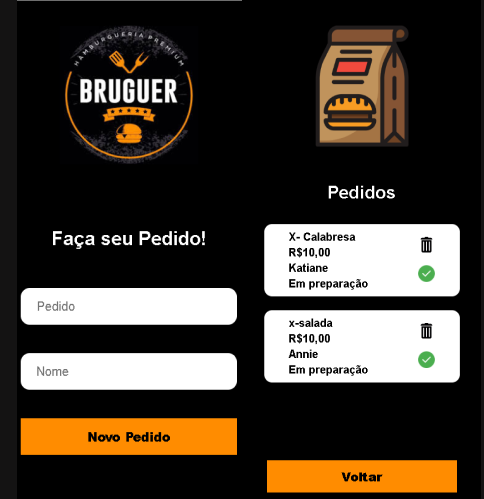 HAMBURGUERIA PREMIUM
BRUGUER
Faça seu Pedido!
Pedido
Nome
Novo Pedido
Pedidos
X- Calabresa
R$10,00
Katiane
Em preparação
x-salada
R$10,00
Annie
Em preparação
Voltar